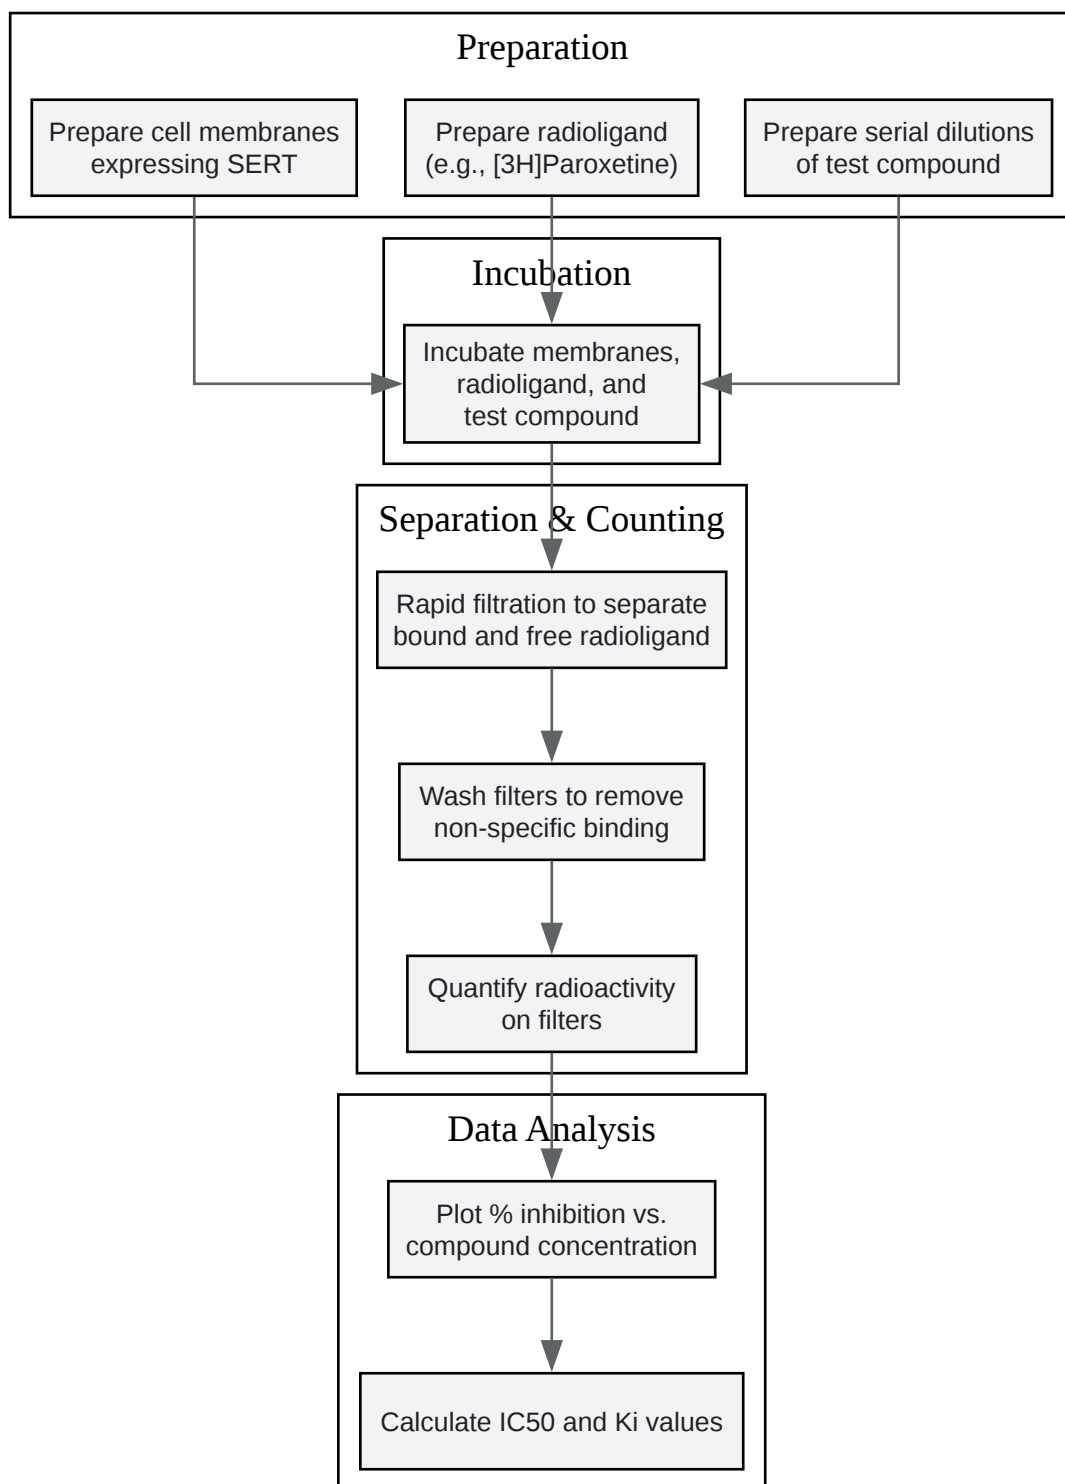 Preparation
Prepare cell membranes
expressing SERT
Prepare radioligand
(e.g., [3H]Paroxetine)
Prepare serial dilutions
of test compound
Incubation
Incubate membranes,
radioligand, and
test compound
Separation & Counting
Rapid filtration to separate
bound and free radioligand
Wash filters to remove
non-specific binding
Quantify radioactivity
on filters
Data Analysis
Plot % inhibition vs.
compound concentration
Calculate IC50 and Ki values